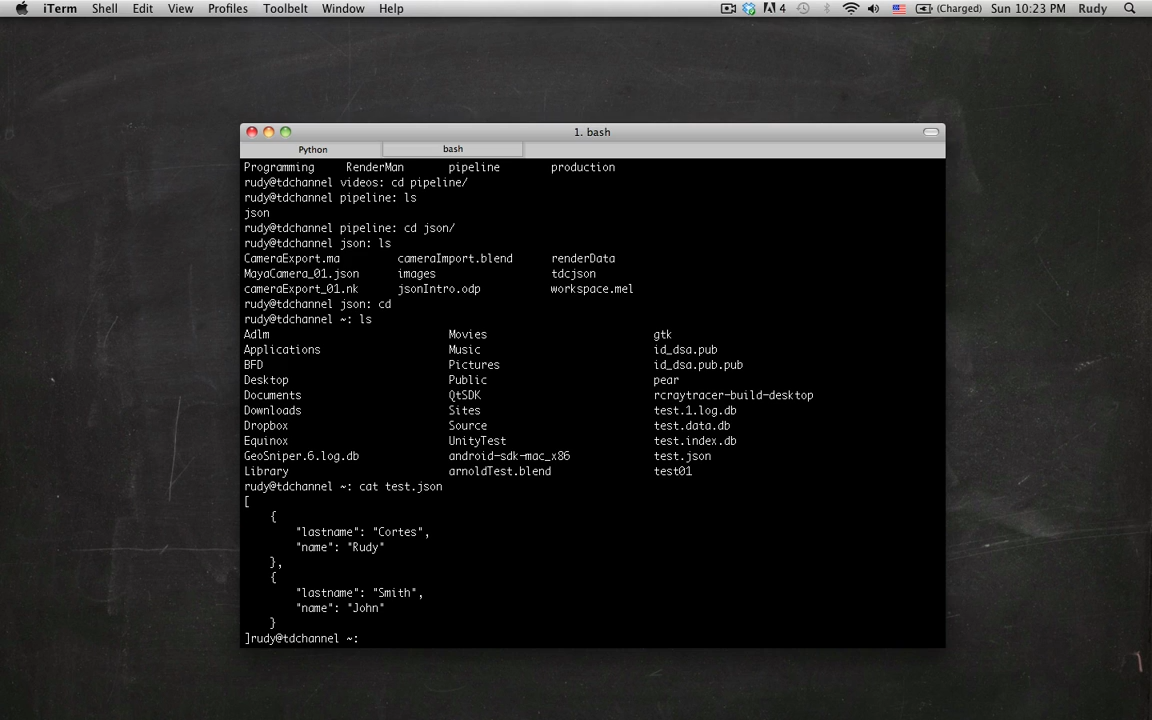 iTerm Shell Edit View Profiles Toolbelt Window Help 4 (Charged) Sun 10:23 PM Rudy
1. bash
Python bash
Programming RenderMan pipeline production
rudy@tdchannel videos: cd pipeline/
rudy@tdchannel pipeline: ls
json
rudy@tdchannel pipeline: cd json/
rudy@tdchannel json: ls
CameraExport.ma cameraImport.blend renderData
MayaCamera_01.json images tdcjson
cameraExport_01.nk jsonIntro.odp workspace.mel
rudy@tdchannel json: cd
rudy@tdchannel ~: ls
Adlm Movies gtk
Applications Music id_dsa.pub
BFD Pictures id_dsa.pub.pub
Desktop Public pear
Documents QtSDK rcraytracer-build-desktop
Downloads Sites test.1.log.db
Dropbox Source test.data.db
Equinox UnityTest test.index.db
GeoSniper.6.log.db android-sdk-mac_x86 test.json
Library arnoldTest.blend test01
rudy@tdchannel ~: cat test.json
[
{
"lastname": "Cortes",
"name": "Rudy"
},
{
"lastname": "Smith",
"name": "John"
}
]rudy@tdchannel ~: